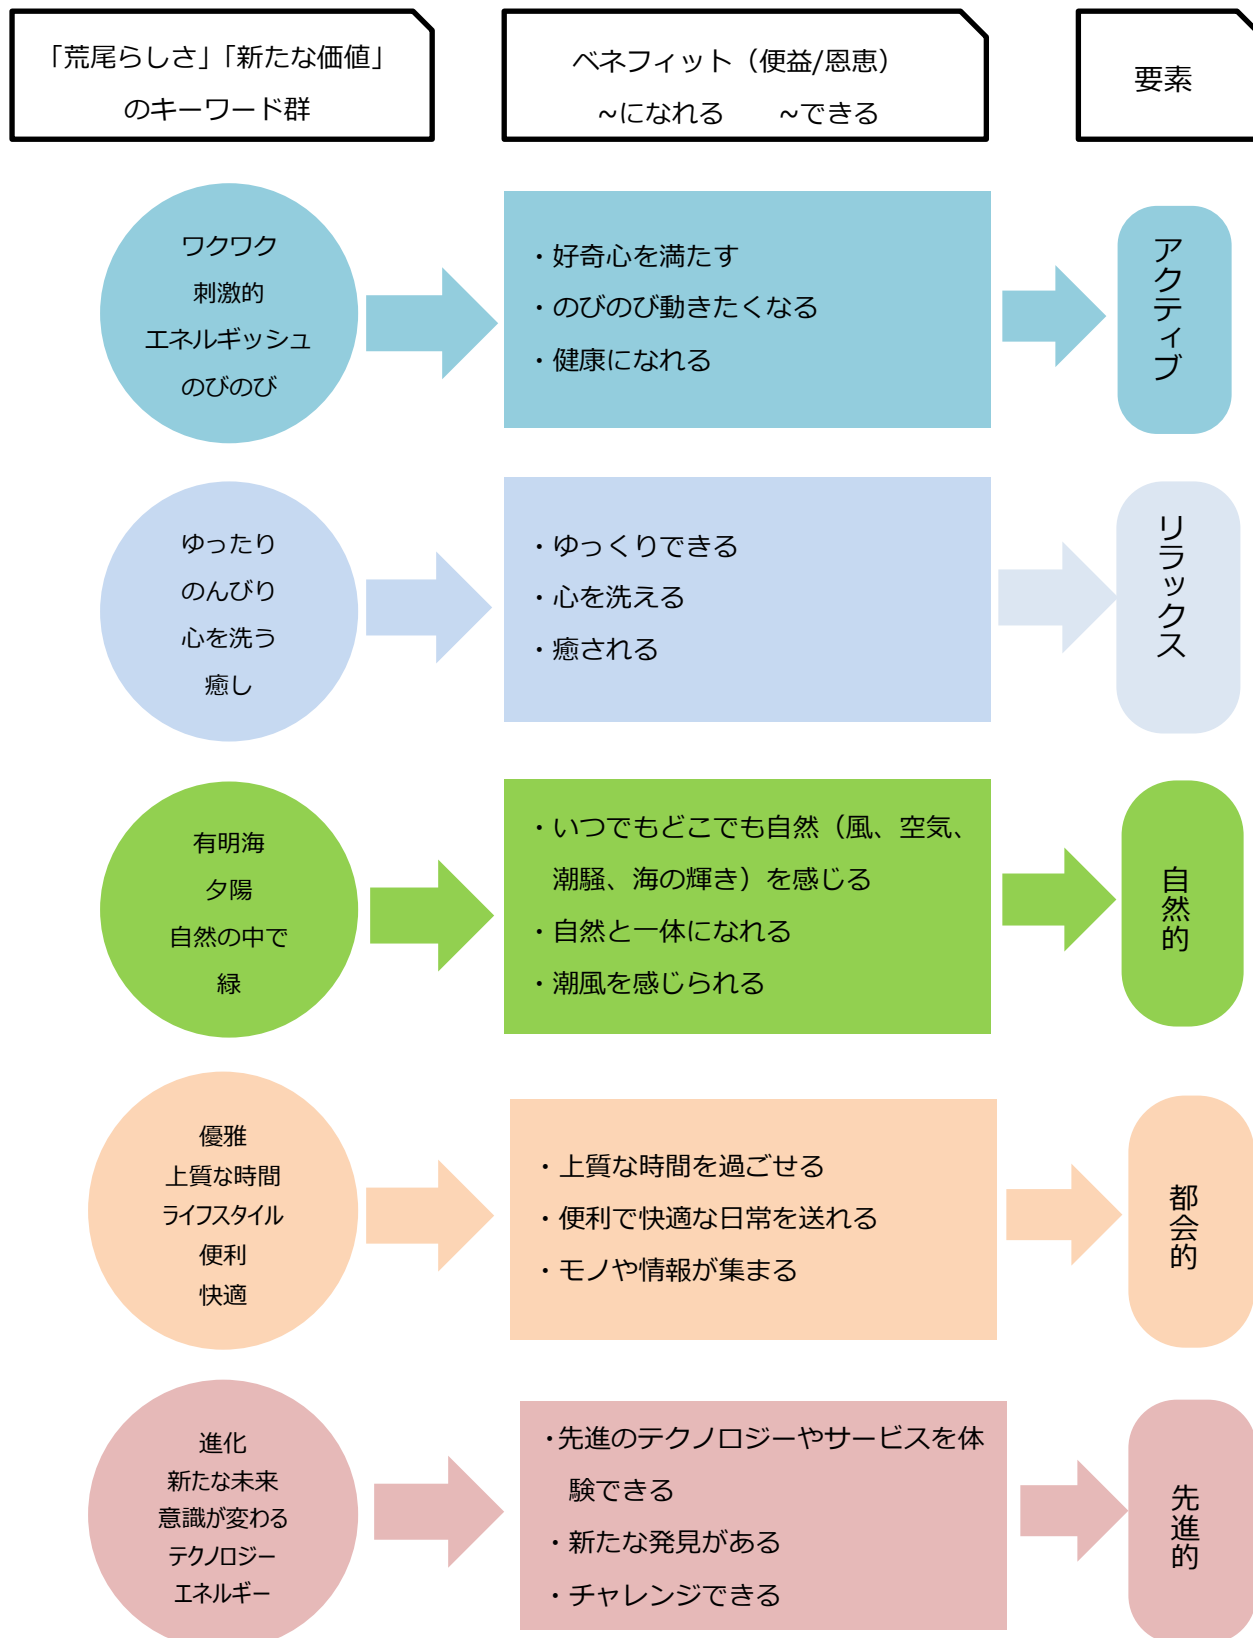 「荒尾らしさ」「新たな価値」
のキーワード群
ベネフィット（便益/恩恵）
~になれる　　~できる
要素
ワクワク
刺激的
エネルギッシュ
のびのび
・好奇心を満たす
・のびのび動きたくなる
・健康になれる
アクティブ
ゆったり
のんびり
心を洗う
癒し
・ゆっくりできる
・心を洗える
・癒される
リラックス
有明海
夕陽
自然の中で
緑
・いつでもどこでも自然（風、空気、
潮騒、海の輝き）を感じる
・自然と一体になれる
・潮風を感じられる
自然的
優雅
上質な時間
ライフスタイル
便利
快適
・上質な時間を過ごせる
・便利で快適な日常を送れる
・モノや情報が集まる
都会的
進化
新たな未来
意識が変わる
テクノロジー
エネルギー
・先進のテクノロジーやサービスを体
験できる
・新たな発見がある
・チャレンジできる
先進的